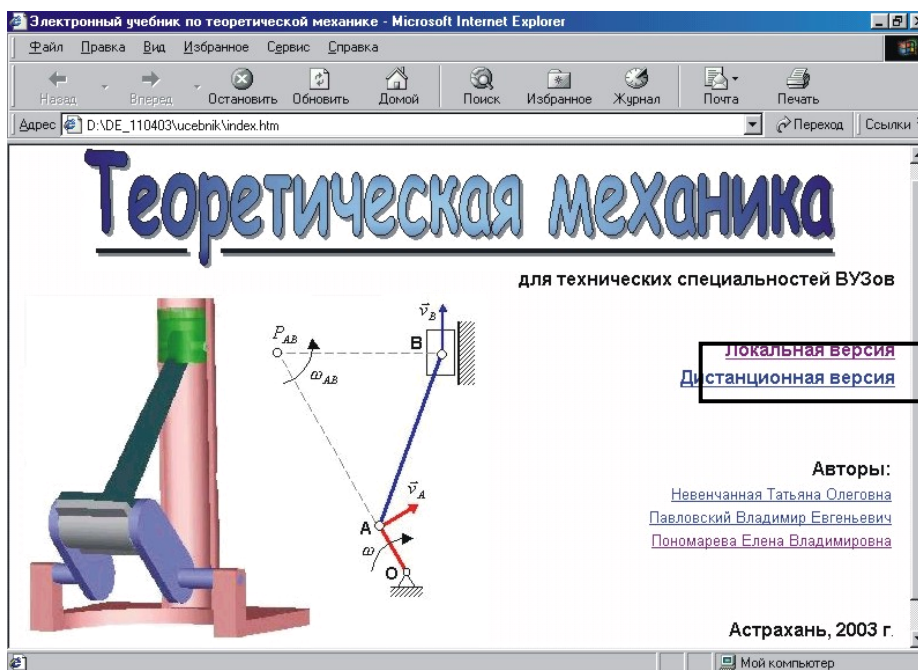 Электронный учебник по теоретической механике - Microsoft Internet Explorer
Файл Правка Вид Избранное Сервис Справка
Назад Вперед Остановить Обновить Домой Поиск Избранное Журнал Почта Печать
Адрес D:\DE_110403\ucebnik\index.htm Переход Ссылки
Теоретическая механика
для технических специальностей ВУЗов
v_B
P_AB
B
ω_AB
Локальная версия
Дистанционная версия
Авторы:
Невенчанная Татьяна Олеговна
Павловский Владимир Евгеньевич
Пономарева Елена Владимировна
v_A
A
ω
O
Астрахань, 2003 г.
Мой компьютер